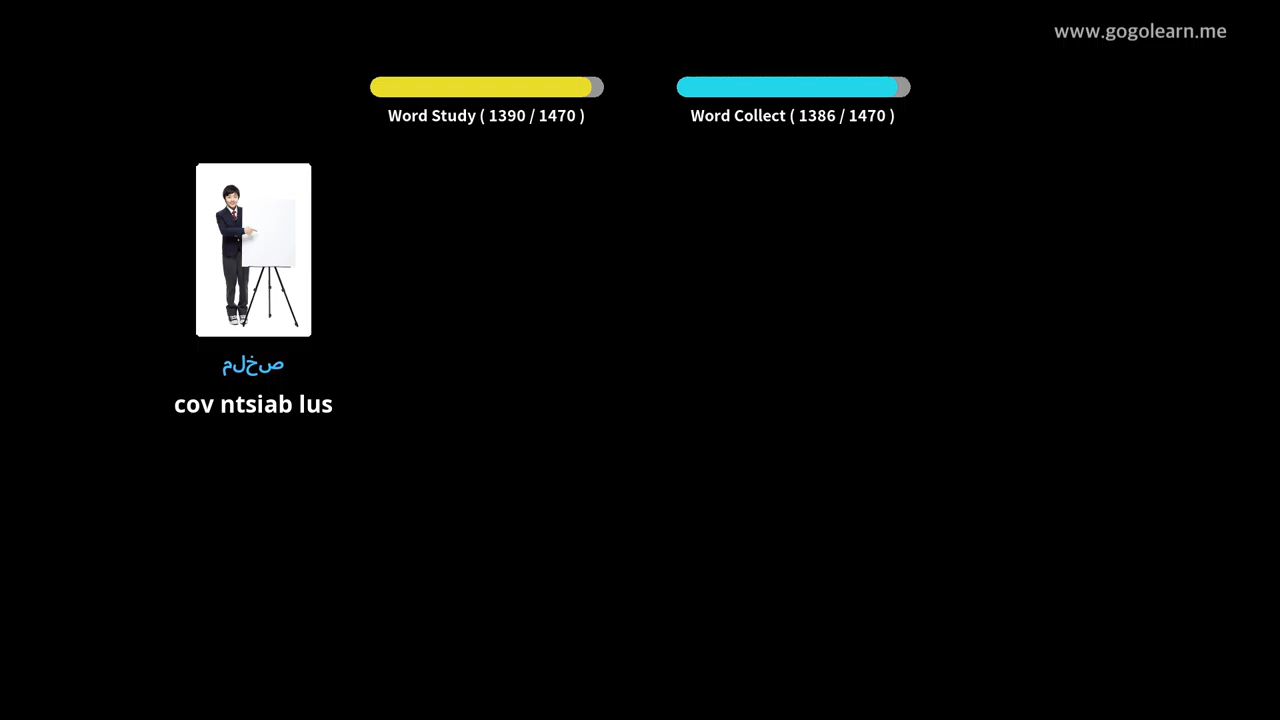 www.gogolearn.me
Word Study ( 1390 / 1470 )
Word Collect ( 1386 / 1470 )
ملخص
cov ntsiab lus